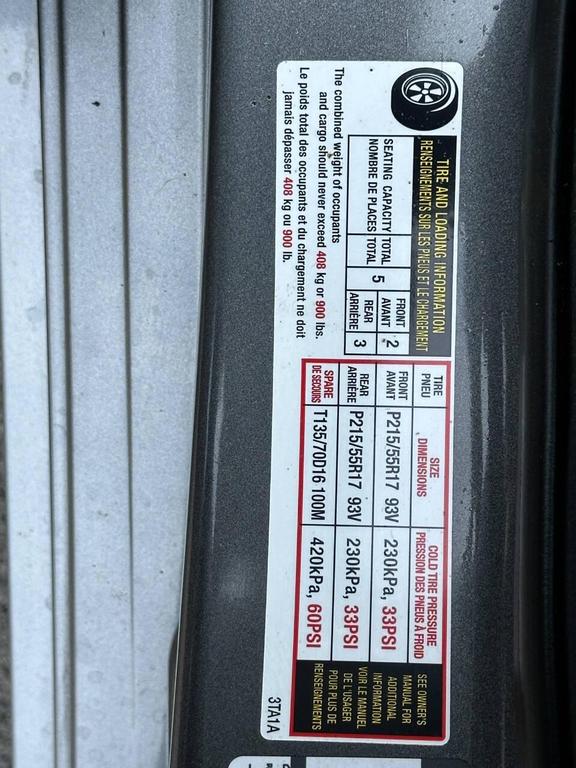 TIRE AND LOADING INFORMATION
RENSEIGNEMENTS SUR LES PNEUS ET LE CHARGEMENT
SEATING CAPACITY TOTAL 5 FRONT 2
NOMBRE DE PLACES TOTAL AVANT
REAR 3
ARRIÈRE
The combined weight of occupants
and cargo should never exceed 408 kg or 900 lbs.
Le poids total des occupants et du chargement ne doit
jamais dépasser 408 kg ou 900 lb.
TIRE SIZE COLD TIRE PRESSURE
PNEU DIMENSIONS PRESSION DES PNEUS À FROID
FRONT P215/55R17 93V 230kPa, 33PSI
AVANT
REAR P215/55R17 93V 230kPa, 33PSI
ARRIÈRE
SPARE T135/70D16 100M 420kPa, 60PSI
DE SECOURS
SEE OWNER'S
MANUAL FOR
ADDITIONAL
INFORMATION
VOIR LE MANUEL
DE L'USAGER
POUR PLUS DE
RENSEIGNEMENTS
3TA1A